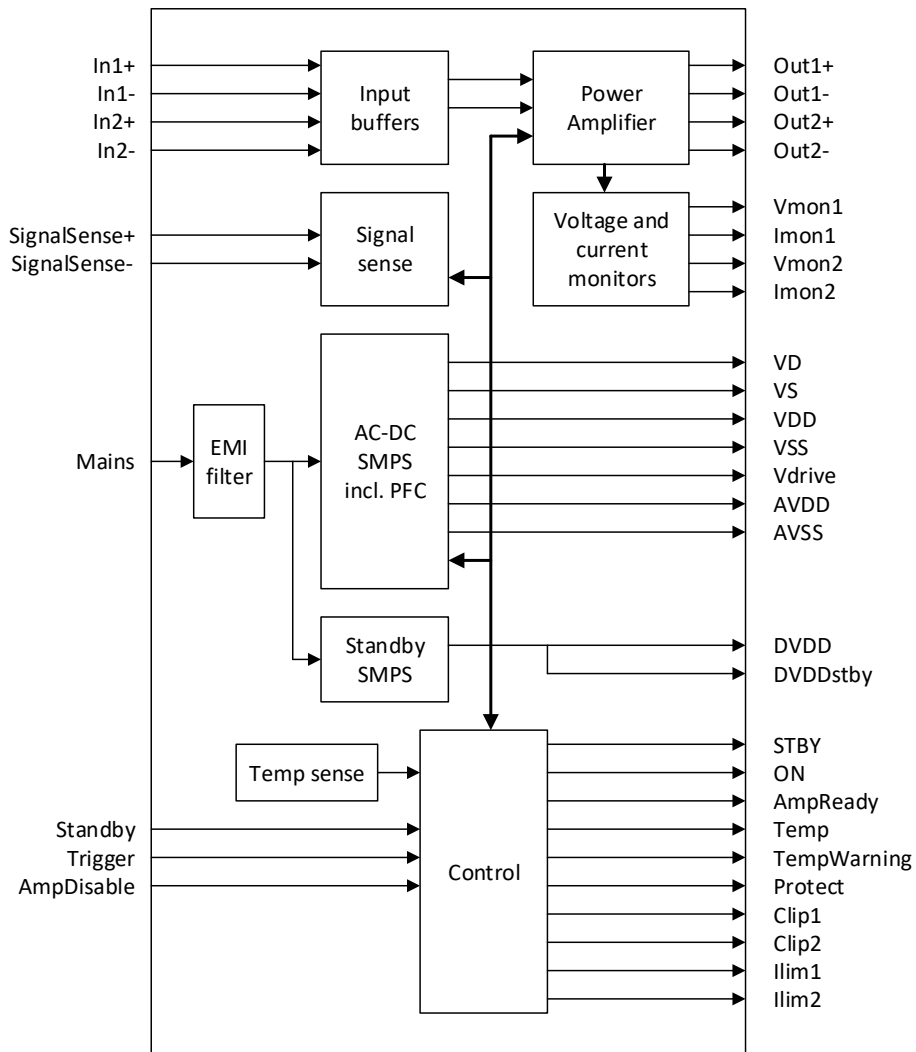 In1+
In1-
In2+
In2-
Input
buffers
Power
Amplifier
Out1+
Out1-
Out2+
Out2-
SignalSense+
SignalSense-
Signal
sense
Voltage and
current
monitors
Vmon1
Imon1
Vmon2
Imon2
Mains
EMI
filter
AC-DC
SMPS
incl. PFC
VD
VS
VDD
VSS
Vdrive
AVDD
AVSS
Standby
SMPS
DVDD
DVDDstby
Temp sense
Standby
Trigger
AmpDisable
Control
STBY
ON
AmpReady
Temp
TempWarning
Protect
Clip1
Clip2
Ilim1
Ilim2